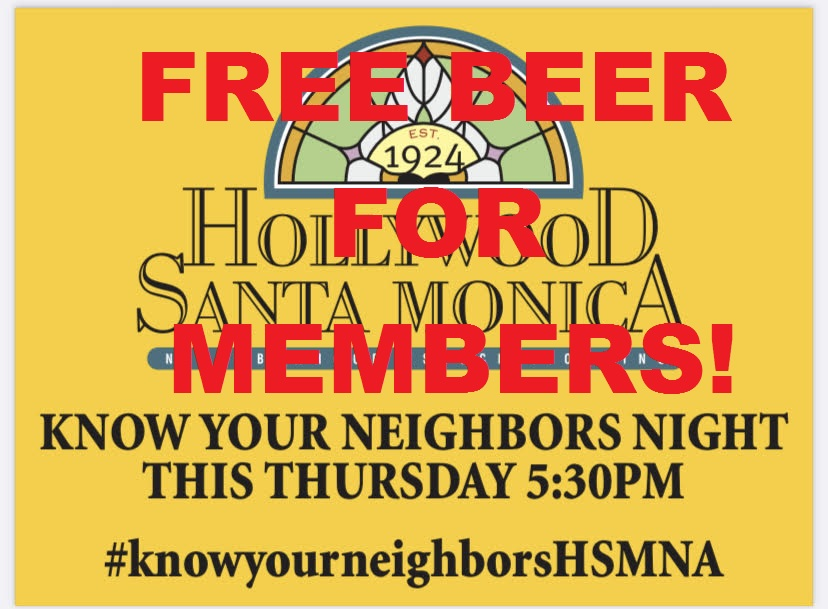 FREE BEER
EST.
1924
FOR
HOLLYWOOD
SANTA MONICA
MEMBERS!
KNOW YOUR NEIGHBORS NIGHT
THIS THURSDAY 5:30PM
#knowyourneighborsHSMNA